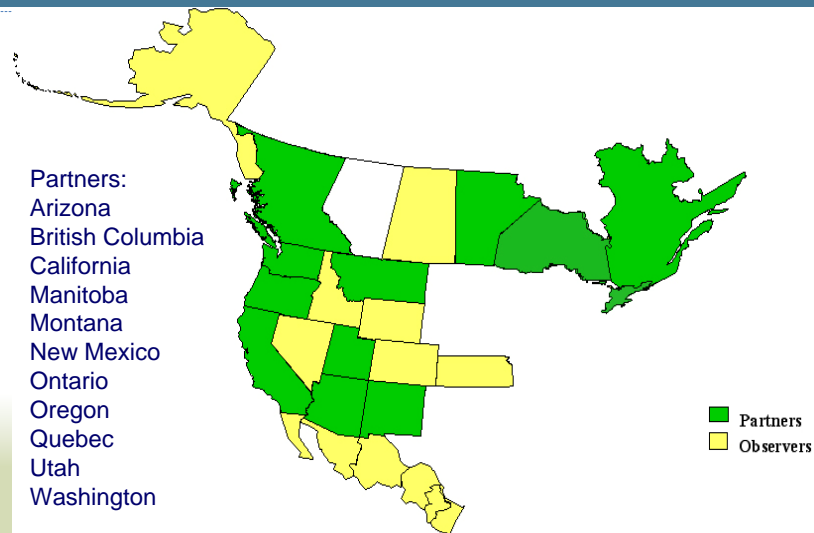 Partners:
Arizona
British Columbia
California
Manitoba
Montana
New Mexico
Ontario
Oregon
Quebec
Utah
Washington
Partners
Observers